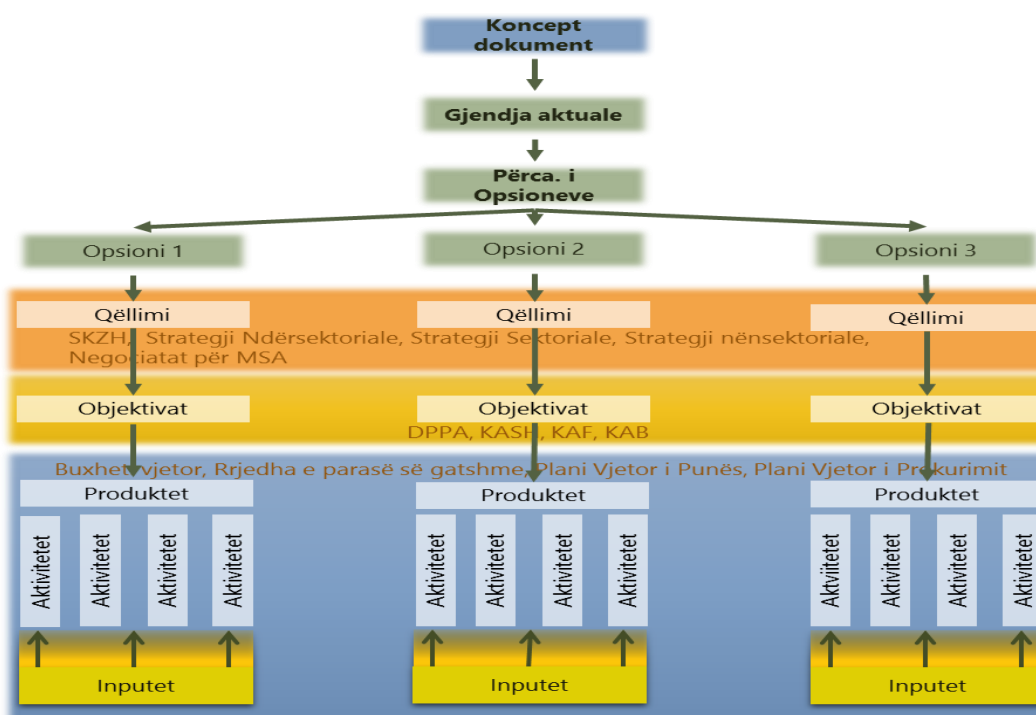 Koncept
dokument
Gjendja aktuale
Përca. i
Opsioneve
Opsioni 1
Opsioni 2
Opsioni 3
Qëllimi
Qëllimi
Qëllimi
SKZH, Strategji Ndërsektoriale, Strategji Sektoriale, Strategji nënsektoriale,
Negociatat për MSA
Objektivat
Objektivat
Objektivat
DPPA, KASH, KAF, KAB
Buxheti vjetor, Rrjedha e parasë së gatshme, Plani Vjetor i Punës, Plani Vjetor i Prokurimit
Produktet
Produktet
Produktet
Aktivitetet
Aktivitetet
Aktivitetet
Aktivitetet
Aktivitetet
Aktivitetet
Aktivitetet
Aktivitetet
Aktvliitetet
Aktivitetet
Aktivitetet
Aktivitetet
Inputet
Inputet
Inputet